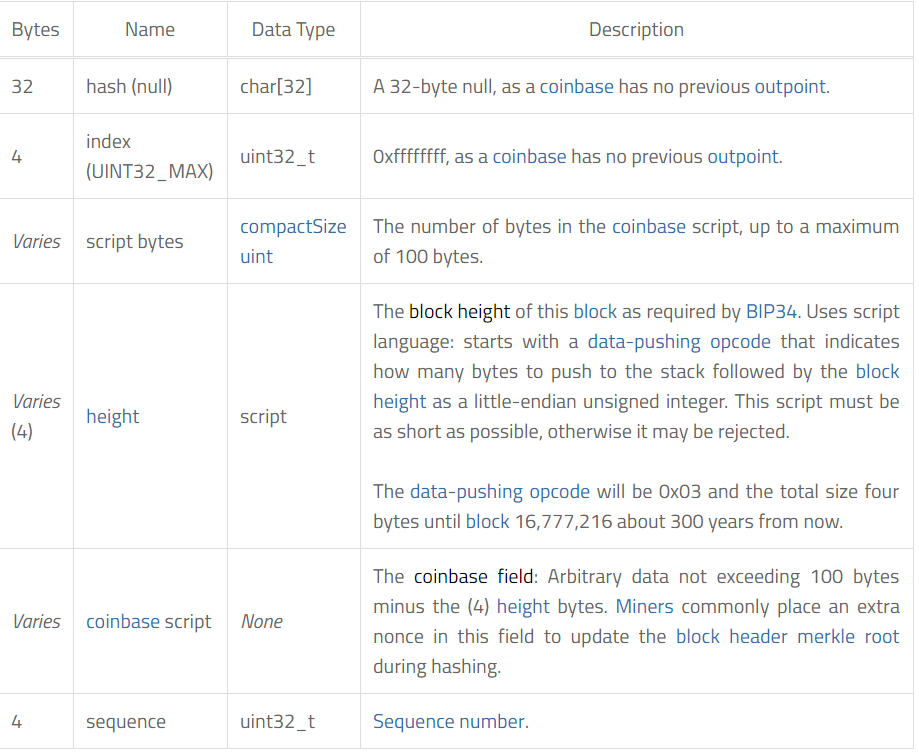 Bytes Name Data Type Description
32 hash (null) char[32] A 32-byte null, as a coinbase has no previous outpoint.
4 index (UINT32_MAX) uint32_t 0xffffffff, as a coinbase has no previous outpoint.
Varies script bytes compactSize uint The number of bytes in the coinbase script, up to a maximum
of 100 bytes.
Varies (4) height script The block height of this block as required by BIP34. Uses script
language: starts with a data-pushing opcode that indicates
how many bytes to push to the stack followed by the block
height as a little-endian unsigned integer. This script must be
as short as possible, otherwise it may be rejected.
The data-pushing opcode will be 0x03 and the total size four
bytes until block 16,777,216 about 300 years from now.
Varies coinbase script None The coinbase field: Arbitrary data not exceeding 100 bytes
minus the (4) height bytes. Miners commonly place an extra
nonce in this field to update the block header merkle root
during hashing.
4 sequence uint32_t Sequence number.